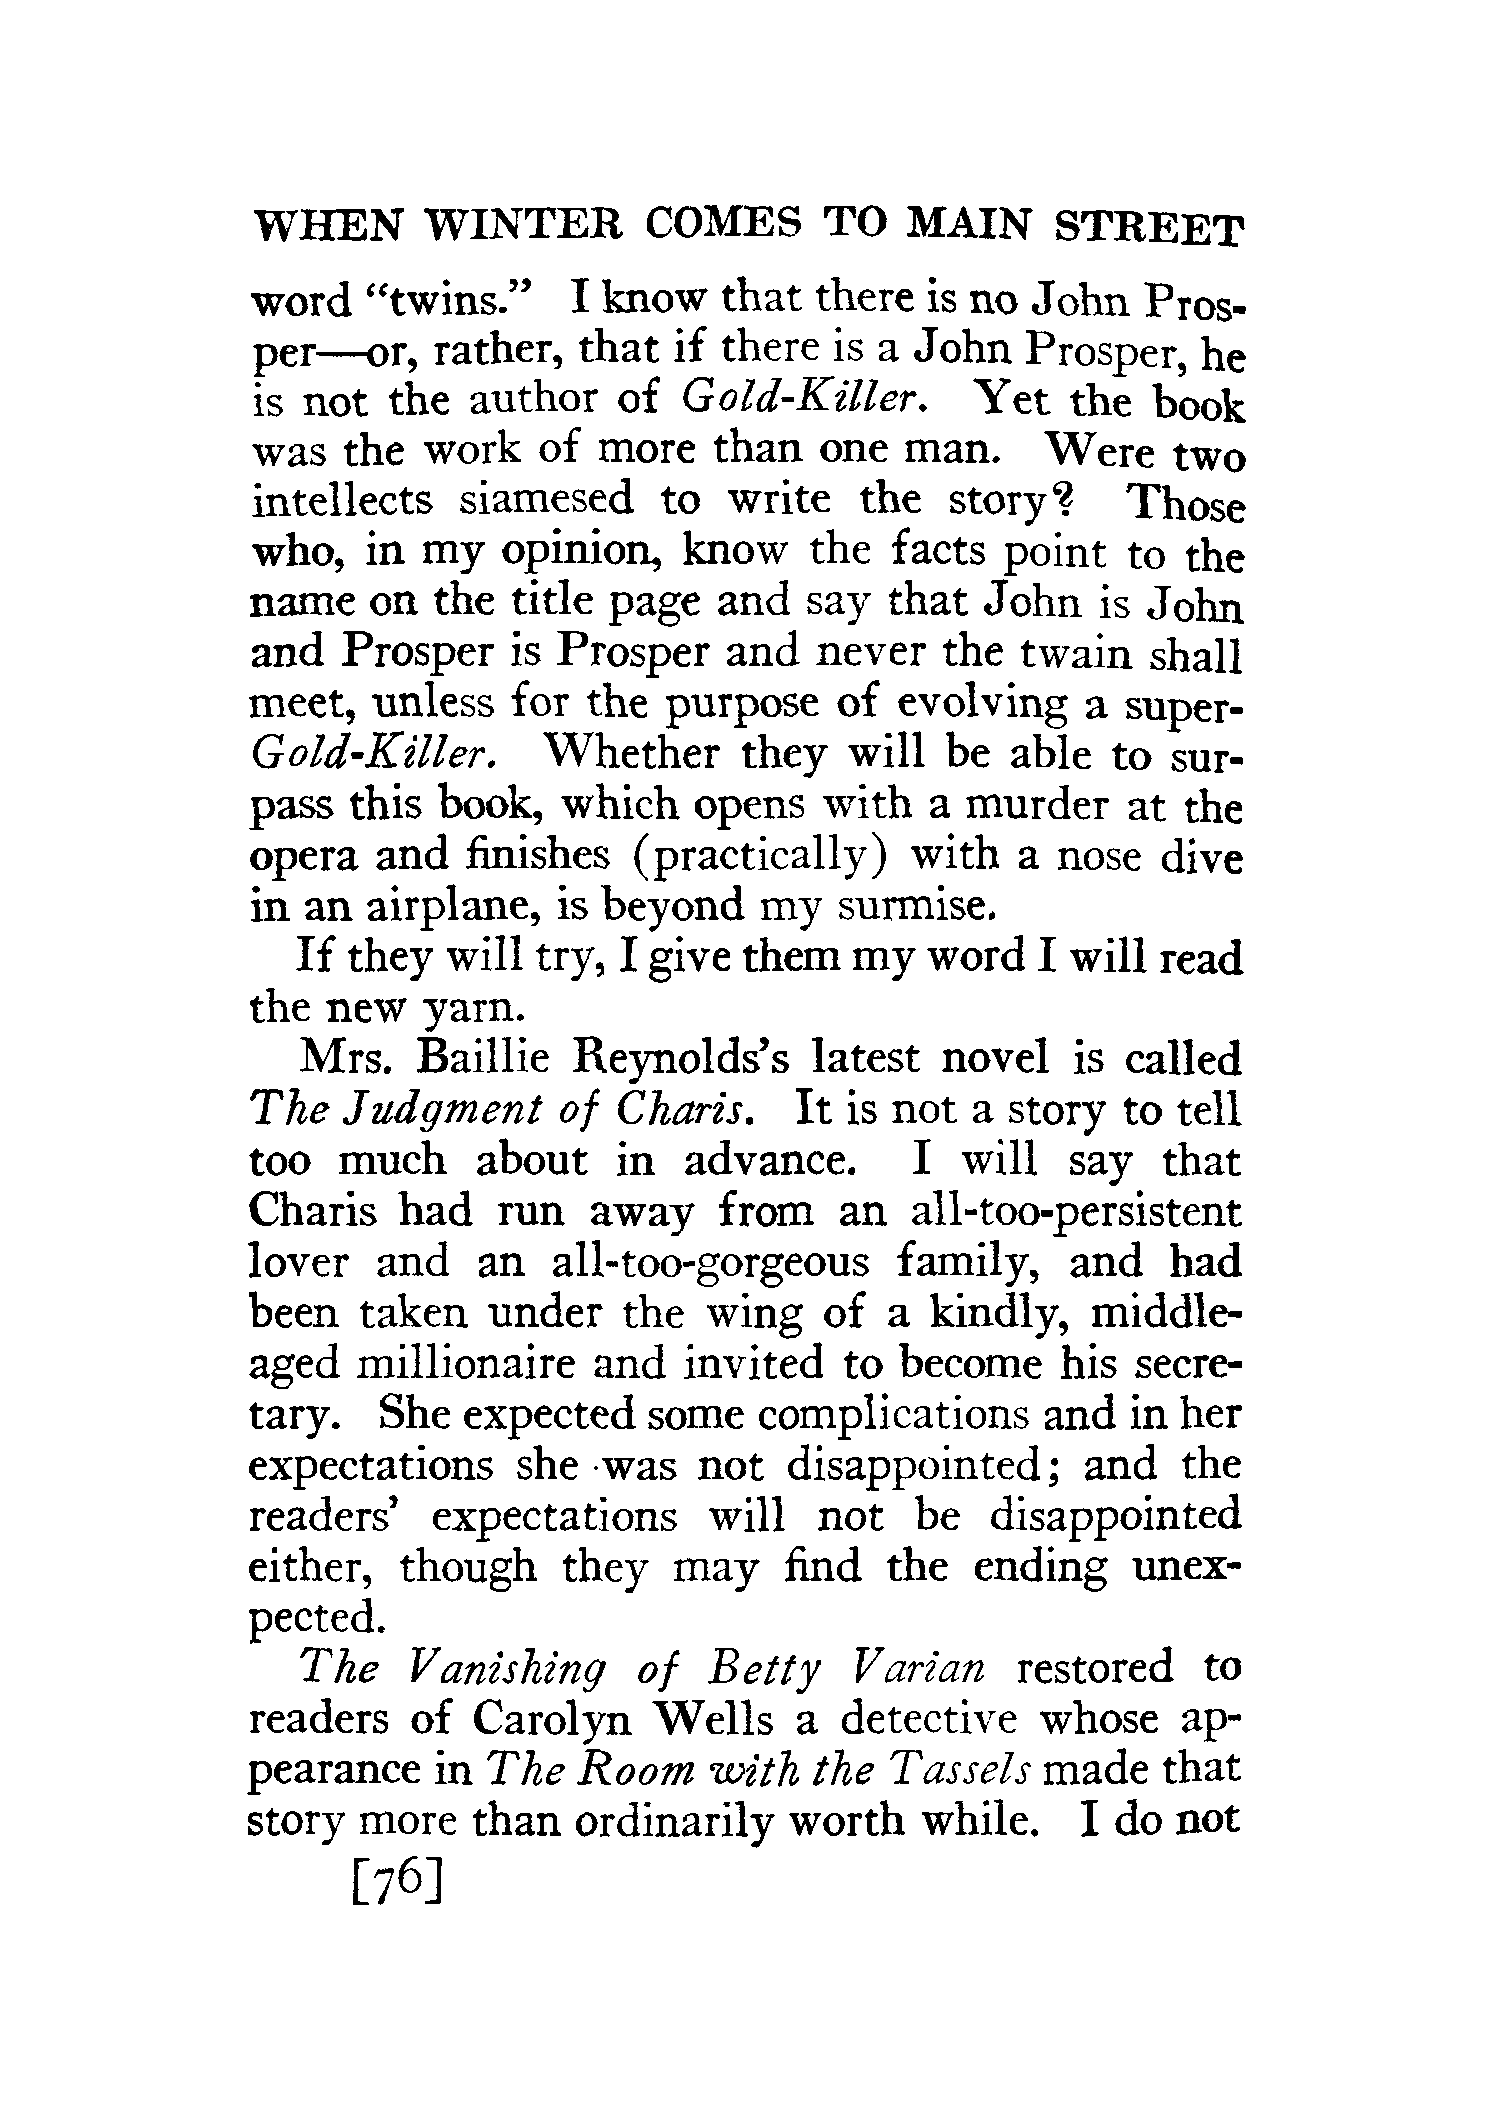 WHEN WINTER COMES TO MAIN STREET
word "twins." I know that there is no John Pros-
per—or, rather, that if there is a John Prosper, he
is not the author of Gold-Killer. Yet the book
was the work of more than one man. Were two
intellects siamesed to write the story? Those
who, in my opinion, know the facts point to the
name on the title page and say that John is John
and Prosper is Prosper and never the twain shall
meet, unless for the purpose of evolving a super-
Gold-Killer. Whether they will be able to sur-
pass this book, which opens with a murder at the
opera and finishes (practically) with a nose dive
in an airplane, is beyond my surmise.
If they will try, I give them my word I will read
the new yarn.
Mrs. Baillie Reynolds's latest novel is called
The Judgment of Charis. It is not a story to tell
too much about in advance. I will say that
Charis had run away from an all-too-persistent
lover and an all-too-gorgeous family, and had
been taken under the wing of a kindly, middle-
aged millionaire and invited to become his secre-
tary. She expected some complications and in her
expectations she was not disappointed; and the
readers' expectations will not be disappointed
either, though they may find the ending unex-
pected.
The Vanishing of Betty Varian restored to
readers of Carolyn Wells a detective whose ap-
pearance in The Room with the Tassels made that
story more than ordinarily worth while. I do not
[76]